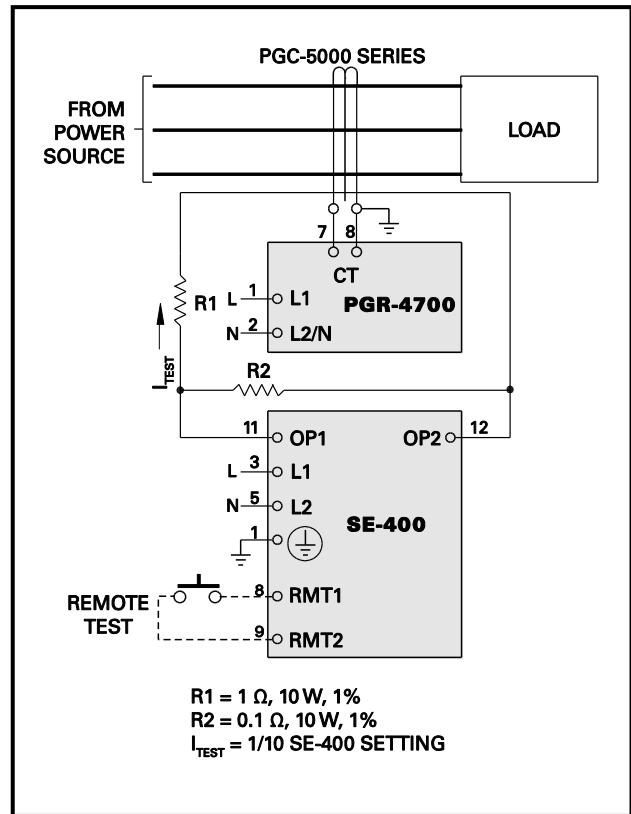 PGC-5000 SERIES
FROM
POWER
SOURCE
LOAD
7 8
CT
PGR-4700
R1
L 1 L1
N 2 L2/N
I TEST
R2
11 OP1
OP2 12
L 3 L1
N 5 L2
SE-400
1
REMOTE
TEST
8 RMT1
9 RMT2
R1 = 1 Ω, 10 W, 1%
R2 = 0.1 Ω, 10 W, 1%
I TEST = 1/10 SE-400 SETTING